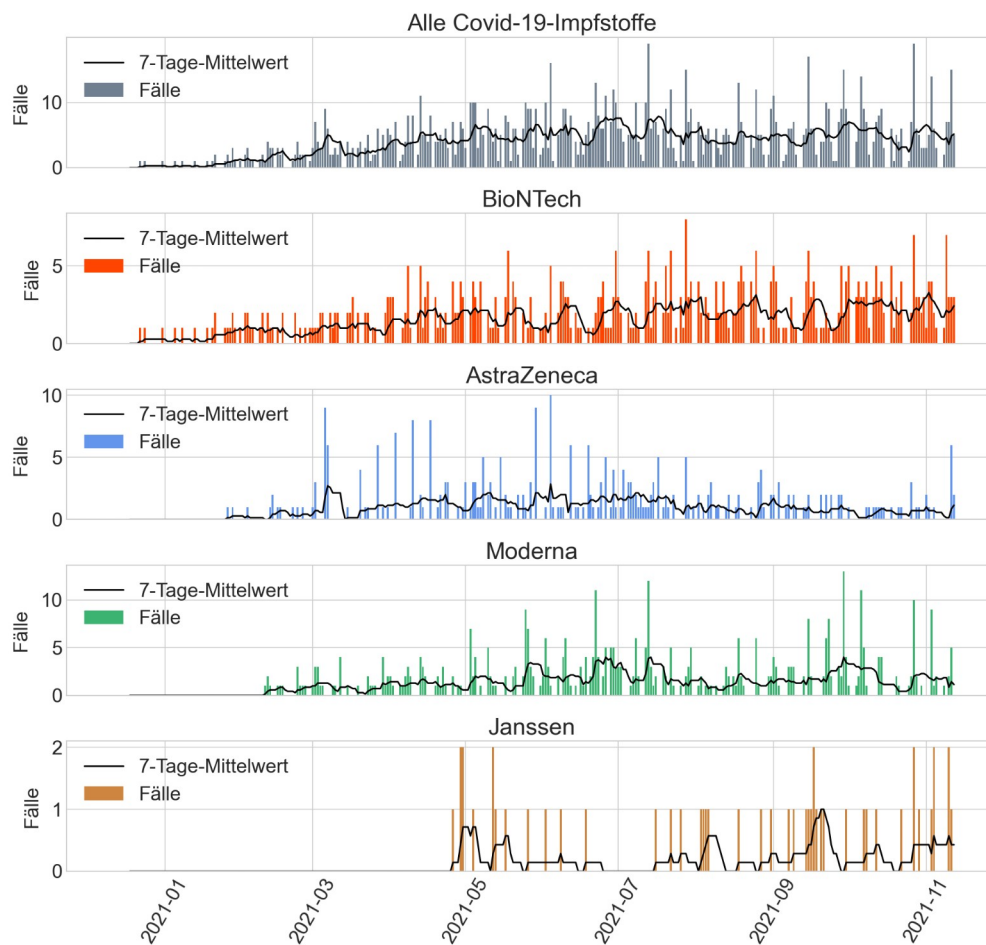 Alle Covid-19-Impfstoffe
7-Tage-Mittelwert
Fälle
Fälle
10
0
BioNTech
7-Tage-Mittelwert
Fälle
Fälle
5
0
AstraZeneca
10
7-Tage-Mittelwert
Fälle
Fälle
5
0
Moderna
7-Tage-Mittelwert
Fälle
Fälle
10
5
0
Janssen
2
7-Tage-Mittelwert
Fälle
Fälle
1
0
2021-01
2021-03
2021-05
2021-07
2021-09
2021-11